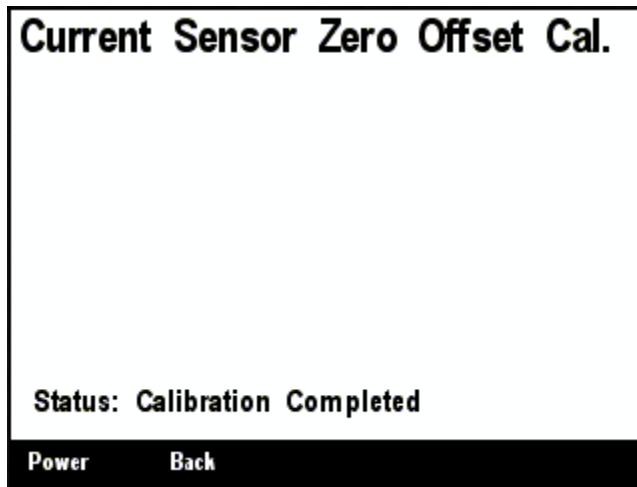 Current Sensor Zero Offset Cal.
Status: Calibration Completed
Power Back